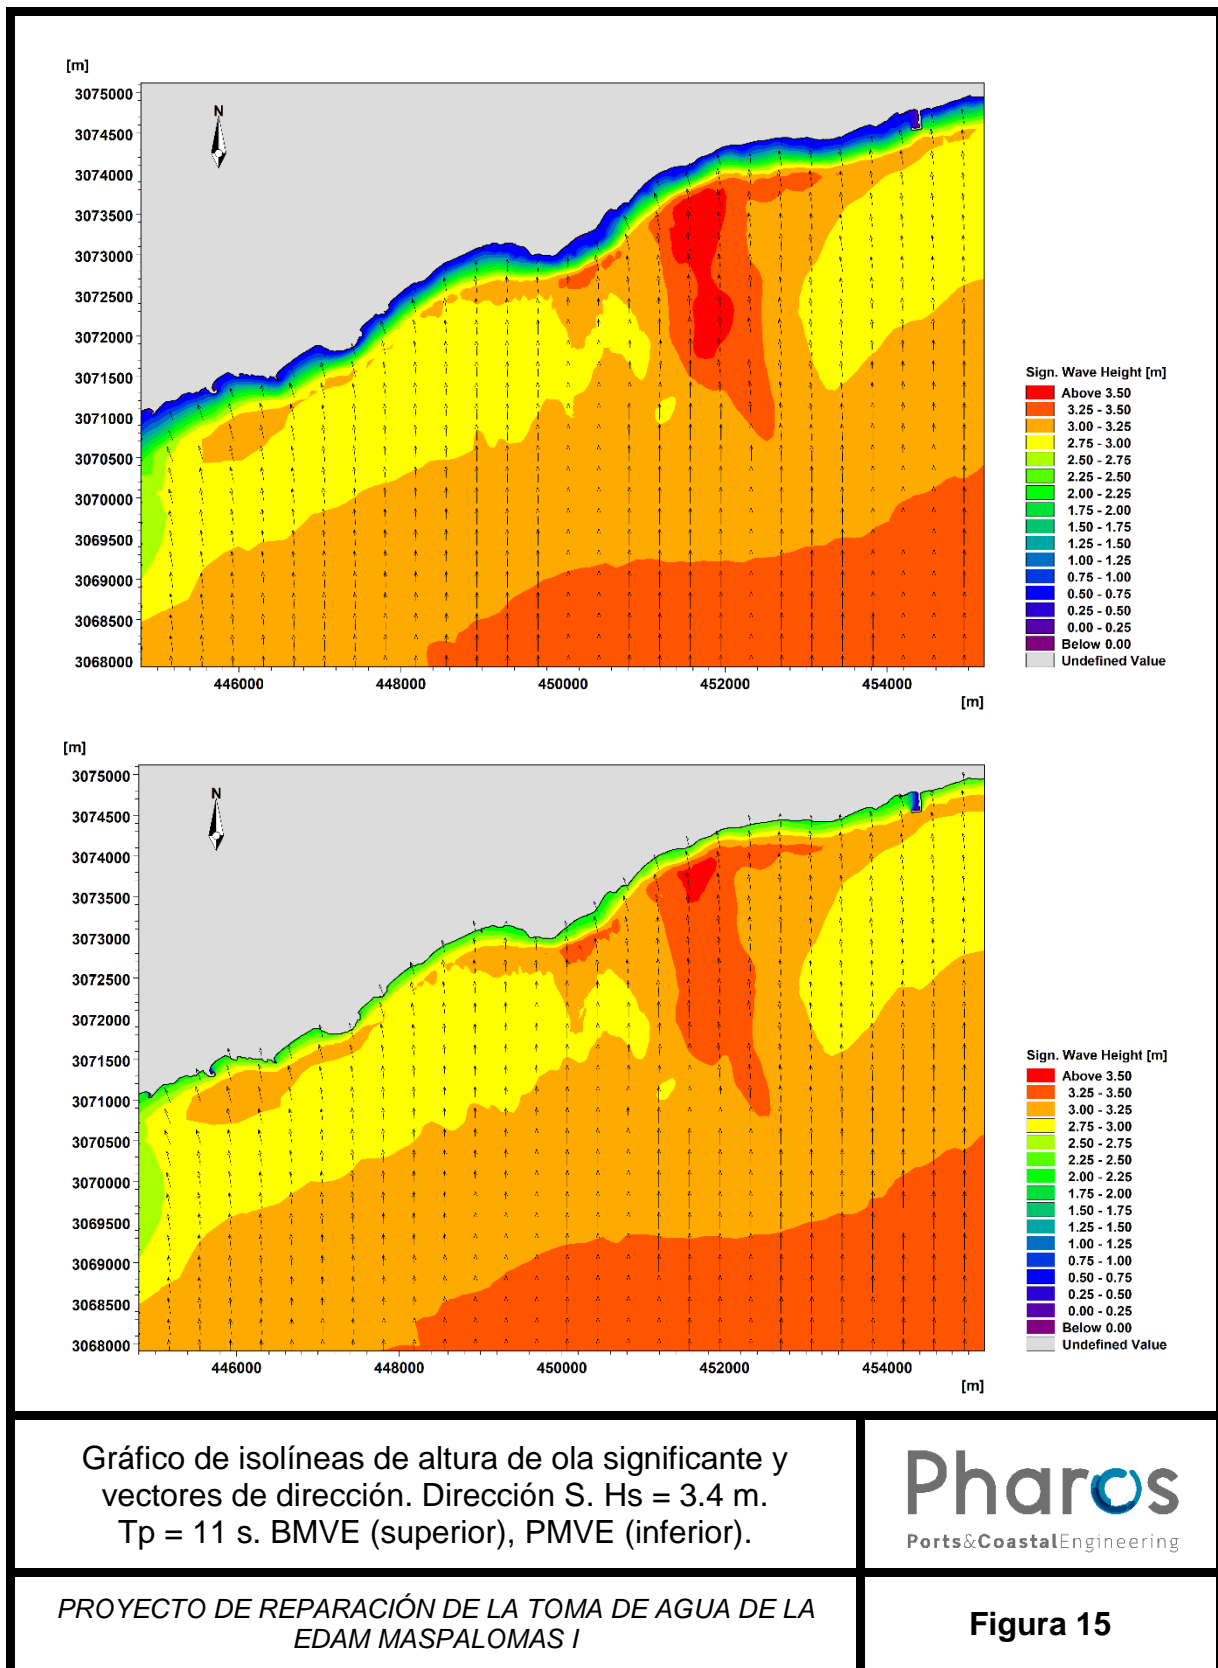 [m]
3075000
3074500
3074000
3073500
3073000
3072500
3072000
3071500
3071000
3070500
3070000
3069500
3069000
3068500
3068000
N
446000 448000 450000 452000 454000
[m]
Sign. Wave Height [m]
Above 3.50
3.25 - 3.50
3.00 - 3.25
2.75 - 3.00
2.50 - 2.75
2.25 - 2.50
2.00 - 2.25
1.75 - 2.00
1.50 - 1.75
1.25 - 1.50
1.00 - 1.25
0.75 - 1.00
0.50 - 0.75
0.25 - 0.50
0.00 - 0.25
Below 0.00
Undefined Value
[m]
3075000
3074500
3074000
3073500
3073000
3072500
3072000
3071500
3071000
3070500
3070000
3069500
3069000
3068500
3068000
N
446000 448000 450000 452000 454000
[m]
Sign. Wave Height [m]
Above 3.50
3.25 - 3.50
3.00 - 3.25
2.75 - 3.00
2.50 - 2.75
2.25 - 2.50
2.00 - 2.25
1.75 - 2.00
1.50 - 1.75
1.25 - 1.50
1.00 - 1.25
0.75 - 1.00
0.50 - 0.75
0.25 - 0.50
0.00 - 0.25
Below 0.00
Undefined Value
Gráfico de isolíneas de altura de ola significante y
vectores de dirección. Dirección S. Hs = 3.4 m.
Tp = 11 s. BMVE (superior), PMVE (inferior).
Pharos
Ports&CoastalEngineering
PROYECTO DE REPARACIÓN DE LA TOMA DE AGUA DE LA
EDAM MASPALOMAS I
Figura 15